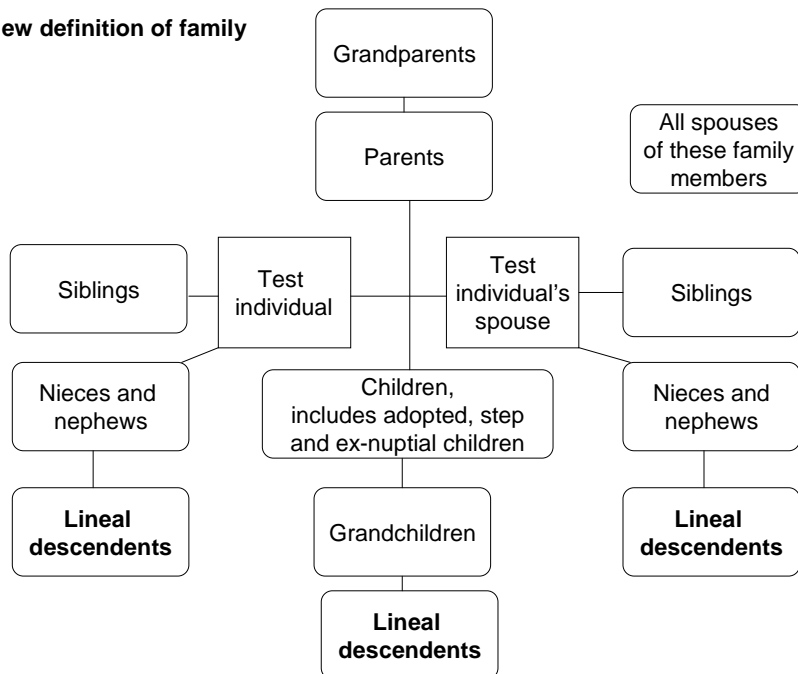 ew definition of family
Grandparents
Parents
All spouses
of these family
members
Siblings
Test
individual
Test
individual's
spouse
Siblings
Nieces and
nephews
Children,
includes adopted, step
and ex-nuptial children
Nieces and
nephews
Lineal
descendents
Grandchildren
Lineal
descendents
Lineal
descendents